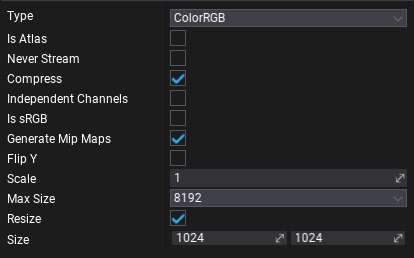 Type ColorRGB
Is Atlas
Never Stream
Compress
Independent Channels
Is sRGB
Generate Mip Maps
Flip Y
Scale 1
Max Size 8192
Resize
Size 1024 1024